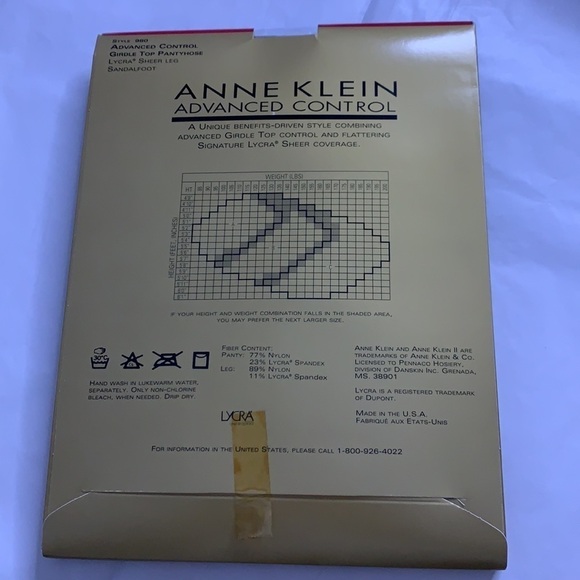 STYLE 990
ADVANCED CONTROL
GIRDLE TOP PANTYHOSE
LYCRA® SHEER LEG
SANDALFOOT
ANNE KLEIN
ADVANCED CONTROL
A UNIQUE BENEFITS-DRIVEN STYLE COMBINING
ADVANCED GIRDLE TOP CONTROL AND FLATTERING
SIGNATURE LYCRA® SHEER COVERAGE.
WEIGHT (LBS)
HT
HEIGHT (FEET, INCHES)
IF YOUR HEIGHT AND WEIGHT COMBINATION FALLS IN THE SHADED AREA,
YOU MAY PREFER THE NEXT LARGER SIZE.
30°C
HAND WASH IN LUKEWARM WATER,
SEPARATELY. ONLY NON-CHLORINE
BLEACH, WHEN NEEDED. DRIP DRY.
FIBER CONTENT:
PANTY: 77% NYLON
23% LYCRA® SPANDEX
LEG: 89% NYLON
11% LYCRA® SPANDEX
LYCRA
ANNE KLEIN AND ANNE KLEIN II ARE
TRADEMARKS OF ANNE KLEIN & CO.
LICENSED TO PENNACO HOSIERY,
DIVISION OF DANSKIN INC. GRENADA,
MS. 38901
LYCRA IS A REGISTERED TRADEMARK
OF DUPONT.
MADE IN THE U.S.A.
FABRIQUÉ AUX ETATS-UNIS
FOR INFORMATION IN THE UNITED STATES, PLEASE CALL 1-800-926-4022